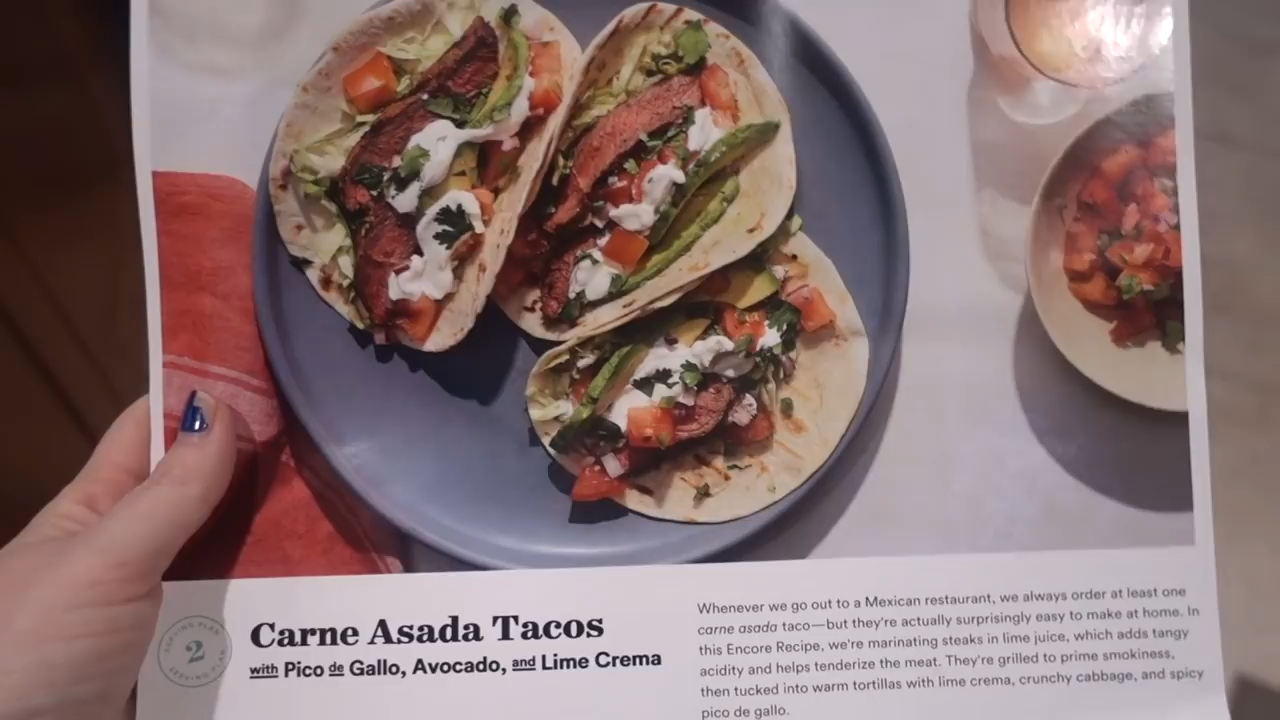 SERVING PLAN
2
SERVING PLAN
Carne Asada Tacos
with Pico de Gallo, Avocado, and Lime Crema
Whenever we go out to a Mexican restaurant, we always order at least one
carne asada taco—but they're actually surprisingly easy to make at home. In
this Encore Recipe, we're marinating steaks in lime juice, which adds tangy
acidity and helps tenderize the meat. They're grilled to prime smokiness,
then tucked into warm tortillas with lime crema, crunchy cabbage, and spicy
pico de gallo.